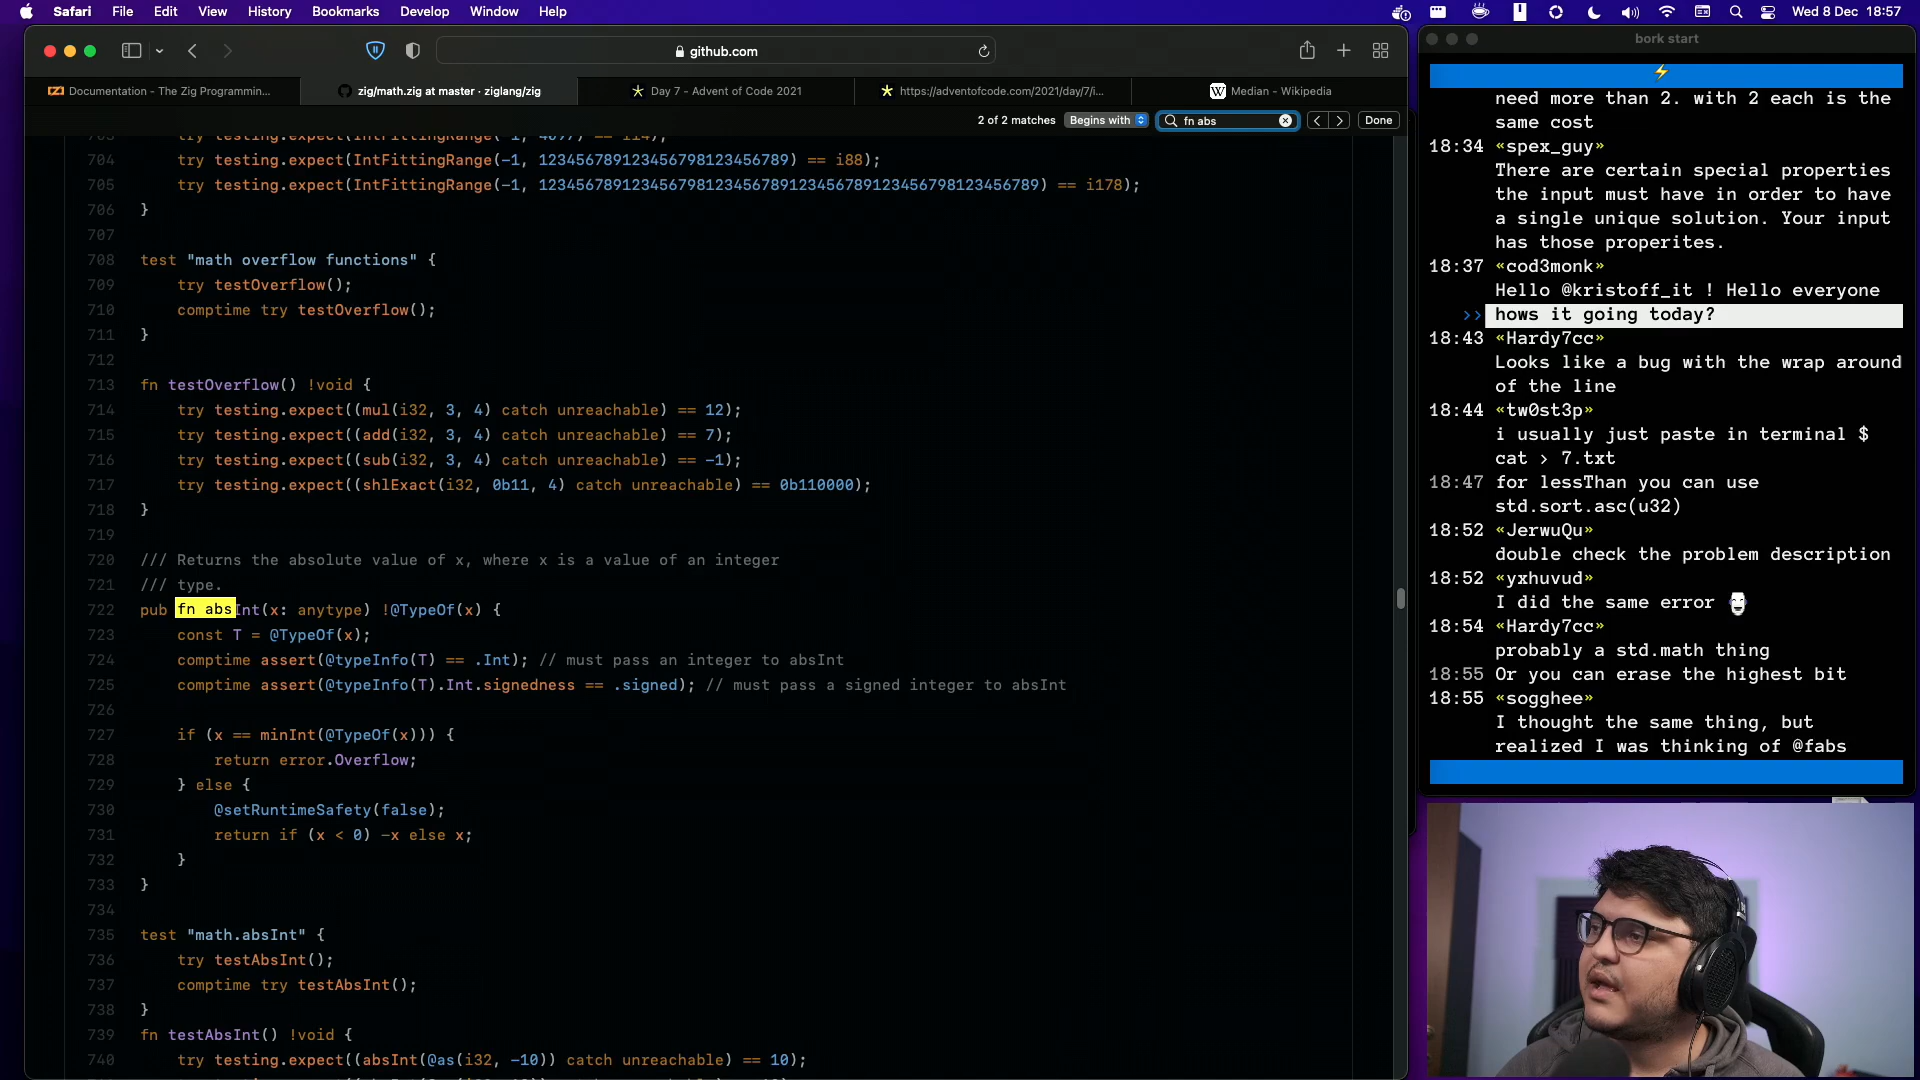 Safari File Edit View History Bookmarks Develop Window Help
Wed 8 Dec 18:57
github.com
Documentation - The Zig Programmin...
zig/math.zig at master · ziglang/zig
Day 7 - Advent of Code 2021
https://adventofcode.com/2021/day/7/i...
W Median – Wikipedia
2 of 2 matches Begins with fn abs Done
704 try testing.expect(IntFittingRange(-1, 123456789123456798123456789) == i88);
705 try testing.expect(IntFittingRange(-1, 123456789123456798123456789123456789123456798123456789) == i178);
706 }
707
708 test "math overflow functions" {
709 try testOverflow();
710 comptime try testOverflow();
711 }
712
713 fn testOverflow() !void {
714 try testing.expect((mul(i32, 3, 4) catch unreachable) == 12);
715 try testing.expect((add(i32, 3, 4) catch unreachable) == 7);
716 try testing.expect((sub(i32, 3, 4) catch unreachable) == -1);
717 try testing.expect((shlExact(i32, 0b11, 4) catch unreachable) == 0b110000);
718 }
719
720 /// Returns the absolute value of x, where x is a value of an integer
721 /// type.
722 pub fn absInt(x: anytype) !@TypeOf(x) {
723 const T = @TypeOf(x);
724 comptime assert(@typeInfo(T) == .Int); // must pass an integer to absInt
725 comptime assert(@typeInfo(T).Int.signedness == .signed); // must pass a signed integer to absInt
726
727 if (x == minInt(@TypeOf(x))) {
728 return error.Overflow;
729 } else {
730 @setRuntimeSafety(false);
731 return if (x < 0) -x else x;
732 }
733 }
734
735 test "math.absInt" {
736 try testAbsInt();
737 comptime try testAbsInt();
738 }
739 fn testAbsInt() !void {
740 try testing.expect((absInt(@as(i32, -10)) catch unreachable) == 10);
bork start
need more than 2. with 2 each is the
same cost
18:34 «spex_guy»
There are certain special properties
the input must have in order to have
a single unique solution. Your input
has those properites.
18:37 «cod3monk»
Hello @kristoff_it ! Hello everyone
>> hows it going today?
18:43 «Hardy7cc»
Looks like a bug with the wrap around
of the line
18:44 «tw0st3p»
i usually just paste in terminal $
cat > 7.txt
18:47 for lessThan you can use
std.sort.asc(u32)
18:52 «JerwuQu»
double check the problem description
18:52 «yxhuvud»
I did the same error
18:54 «Hardy7cc»
probably a std.math thing
18:55 Or you can erase the highest bit
18:55 «sogghee»
I thought the same thing, but
realized I was thinking of @fabs